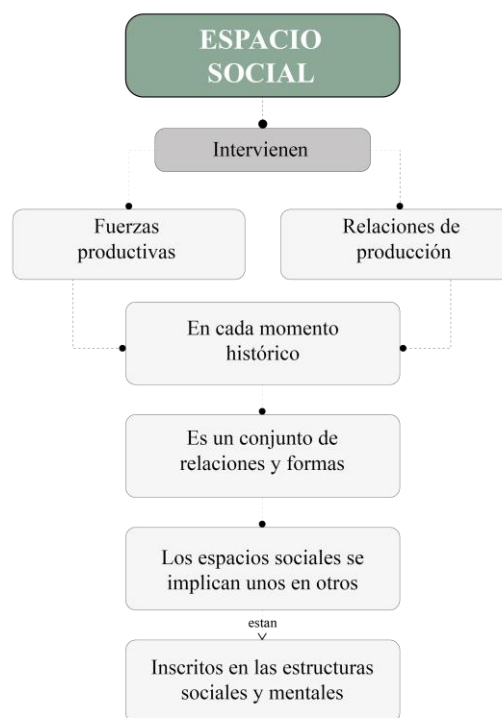 ESPACIO
SOCIAL
Intervienen
Fuerzas
productivas
Relaciones de
producción
En cada momento
histórico
Es un conjunto de
relaciones y formas
Los espacios sociales se
implican unos en otros
estan
Inscritos en las estructuras
sociales y mentales